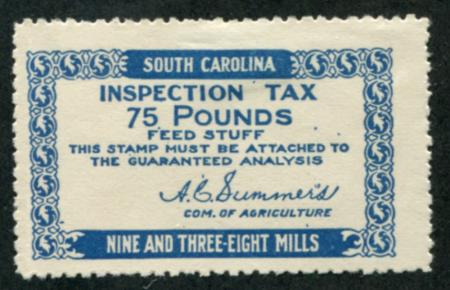 SOUTH CAROLINA
INSPECTION TAX
75 POUNDS
FEED STUFF
THIS STAMP MUST BE ATTACHED TO
THE GUARANTEED ANALYSIS
A.C. Summers
COM. OF AGRICULTURE
NINE AND THREE-EIGHT MILLS